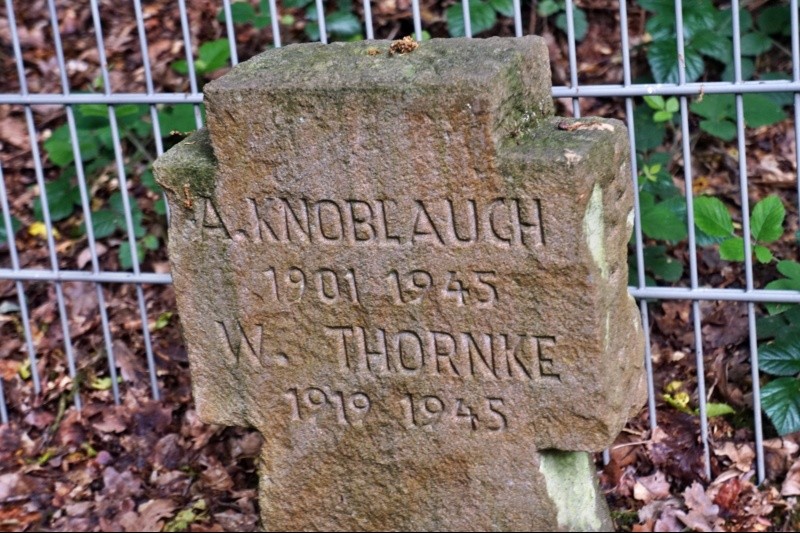 A. KNOBLAUCH
1901 1945
W. THORNKE
1919 1945